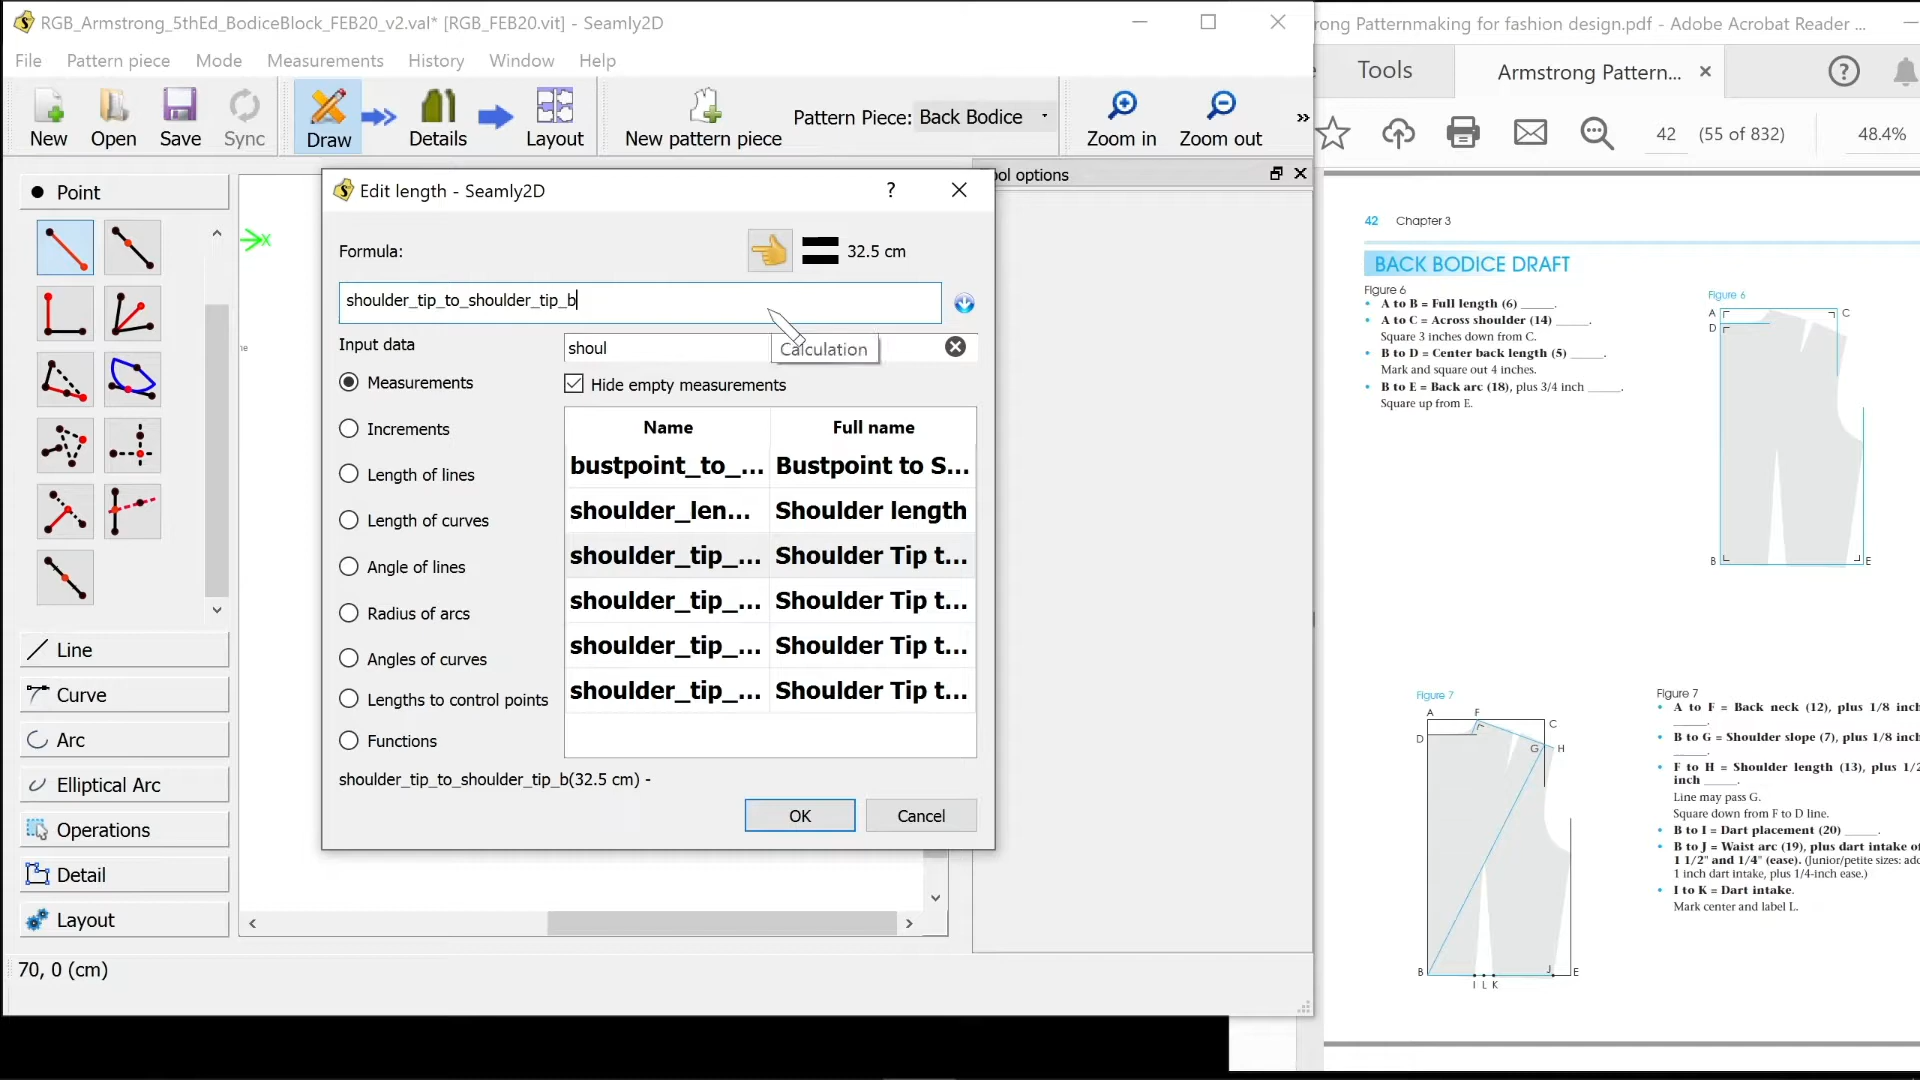 RGB_Armstrong_5thEd_BodiceBlock_FEB20_v2.val* [RGB_FEB20.vit] - Seamly2D
File Pattern piece Mode Measurements History Window Help
New Open Save Sync Draw Details Layout New pattern piece Pattern Piece: Back Bodice Zoom in Zoom out »
Point
Line
Curve
Arc
Elliptical Arc
Operations
Detail
Layout
70, 0 (cm)
x
ool options
Edit length - Seamly2D
?
Formula:
32.5 cm
shoulder_tip_to_shoulder_tip_b
Input data
shoul
Calculation
Measurements
Hide empty measurements
Increments
Length of lines
Length of curves
Angle of lines
Radius of arcs
Angles of curves
Lengths to control points
Functions
Name Full name
bustpoint_to_... Bustpoint to S...
shoulder_len... Shoulder length
shoulder_tip_... Shoulder Tip t...
shoulder_tip_... Shoulder Tip t...
shoulder_tip_... Shoulder Tip t...
shoulder_tip_... Shoulder Tip t...
shoulder_tip_to_shoulder_tip_b(32.5 cm) -
OK Cancel
rong Patternmaking for fashion design.pdf - Adobe Acrobat Reader ...
Tools Armstrong Pattern...
42 (55 of 832) 48.4%
42 Chapter 3
BACK BODICE DRAFT
Figure 6
• A to B = Full length (6) _____.
• A to C = Across shoulder (14) _____.
Square 3 inches down from C.
• B to D = Center back length (5) _____.
Mark and square out 4 inches.
• B to E = Back arc (18), plus 3/4 inch _____.
Square up from E.
Figure 6
A C
D
B E
Figure 7
A F C
D G H
B J E
I L K
Figure 7
• A to F = Back neck (12), plus 1/8 inch
_____.
• B to G = Shoulder slope (7), plus 1/8 inch
_____.
• F to H = Shoulder length (13), plus 1/2
inch _____.
Line may pass G.
Square down from F to D line.
• B to I = Dart placement (20) _____.
• B to J = Waist arc (19), plus dart intake of
1 1/2" and 1/4" (ease). (Junior/petite sizes: add
1 inch dart intake, plus 1/4-inch ease.)
• I to K = Dart intake.
Mark center and label L.